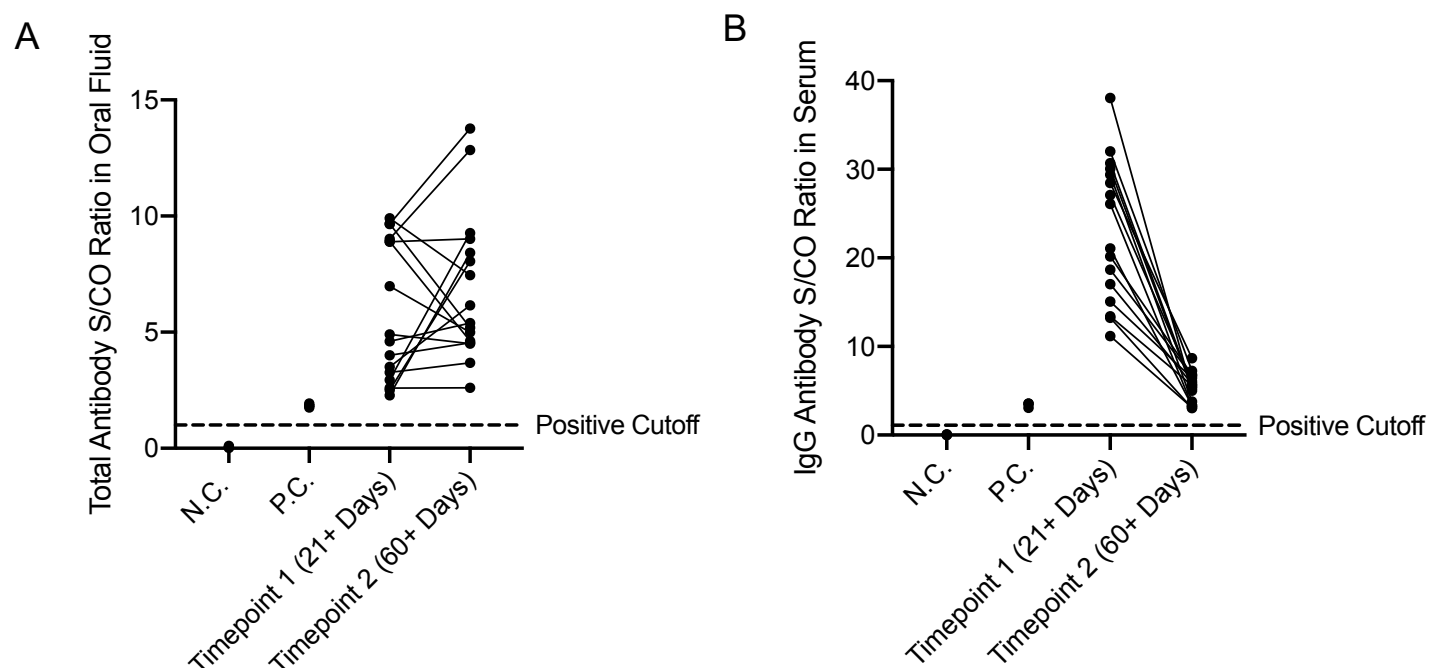 A
Total Antibody S/CO Ratio in Oral Fluid
15
10
5
0
Positive Cutoff
N.C.
P.C.
Timepoint 1 (21+ Days)
Timepoint 2 (60+ Days)
B
IgG Antibody S/CO Ratio in Serum
40
30
20
10
0
Positive Cutoff
N.C.
P.C.
Timepoint 1 (21+ Days)
Timepoint 2 (60+ Days)